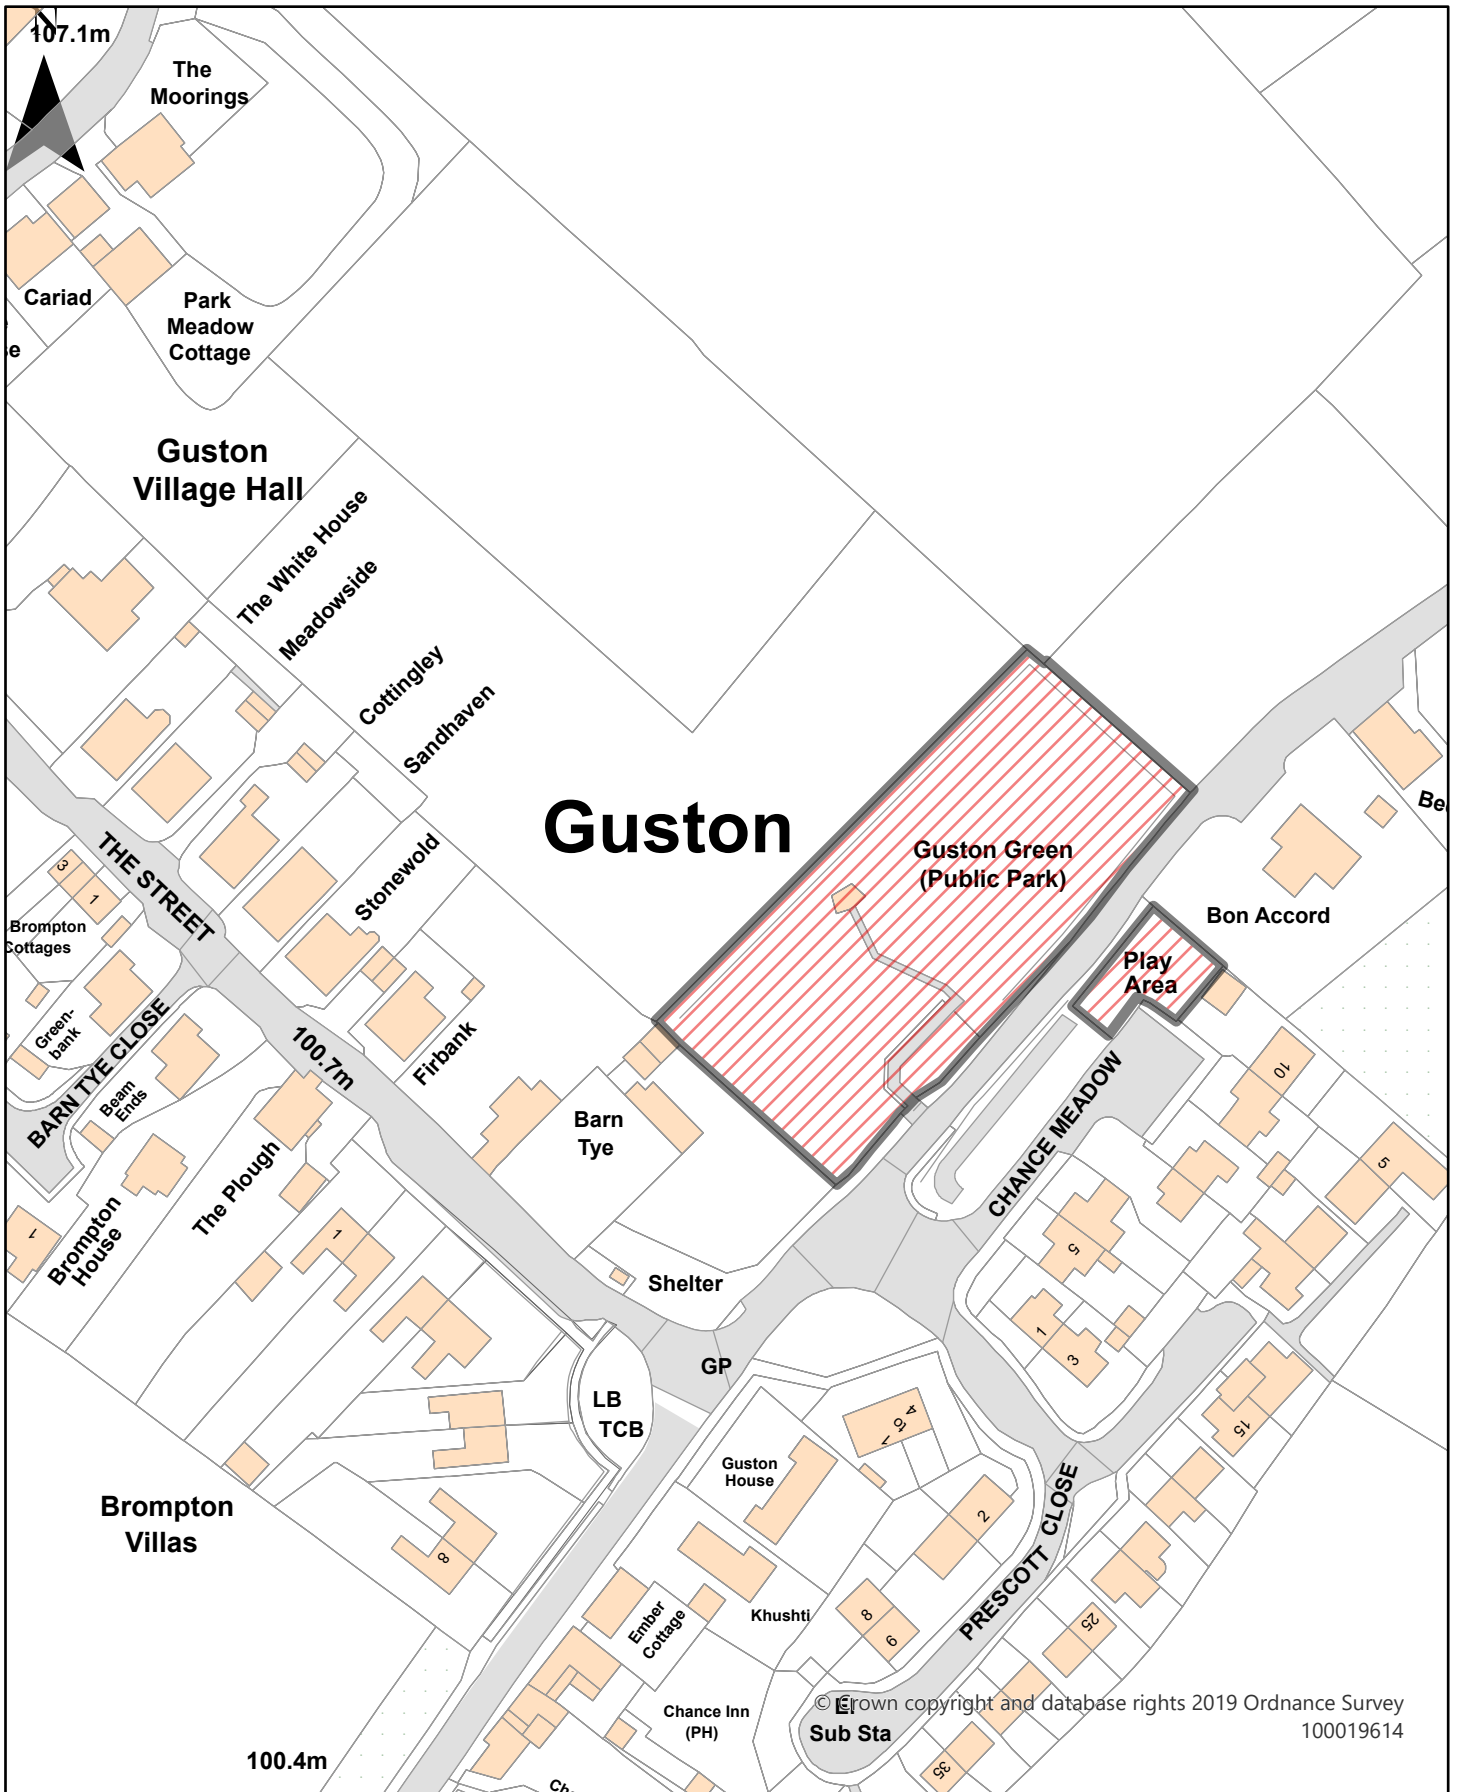 N
107.1m
The
Moorings
Cariad
Park
Meadow
Cottage
Guston
Village Hall
The White House
Meadowside
Cottingley
Sandhaven
Guston
Guston Green
(Public Park)
Bon Accord
Play
Area
THE STREET
Stonewold
3
1
Brompton
Cottages
Green-
bank
BARN TYE CLOSE
Beam
Ends
100.7m
Firbank
Barn
Tye
CHANCE MEADOW
10
5
The Plough
Brompton
House
1
1
5
Shelter
1
3
GP
LB
TCB
1 to 4
Guston
House
15
2
PRESCOTT CLOSE
Brompton
Villas
8
Ember
Cottage
Khushti
8
9
25
Chance Inn
(PH)
El
Sub Sta
© Crown copyright and database rights 2019 Ordnance Survey
100019614
100.4m
35